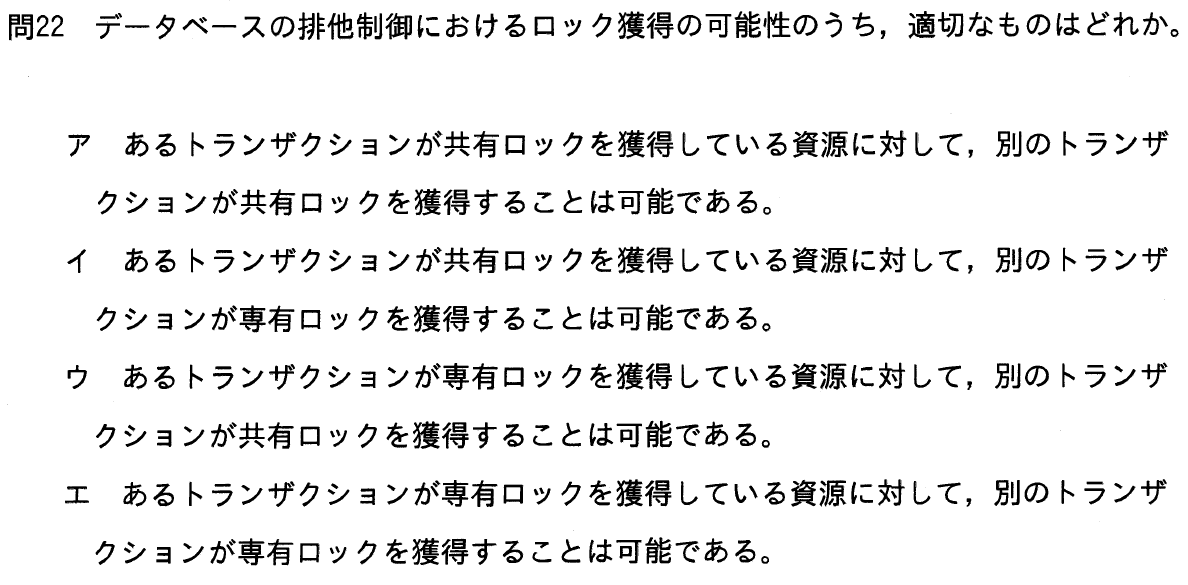 問22 データベースの排他制御におけるロック獲得の可能性のうち，適切なものはどれか。
ア あるトランザクションが共有ロックを獲得している資源に対して，別のトランザ
クションが共有ロックを獲得することは可能である。
イ あるトランザクションが共有ロックを獲得している資源に対して，別のトランザ
クションが専有ロックを獲得することは可能である。
ウ あるトランザクションが専有ロックを獲得している資源に対して，別のトランザ
クションが共有ロックを獲得することは可能である。
エ あるトランザクションが専有ロックを獲得している資源に対して，別のトランザ
クションが専有ロックを獲得することは可能である。